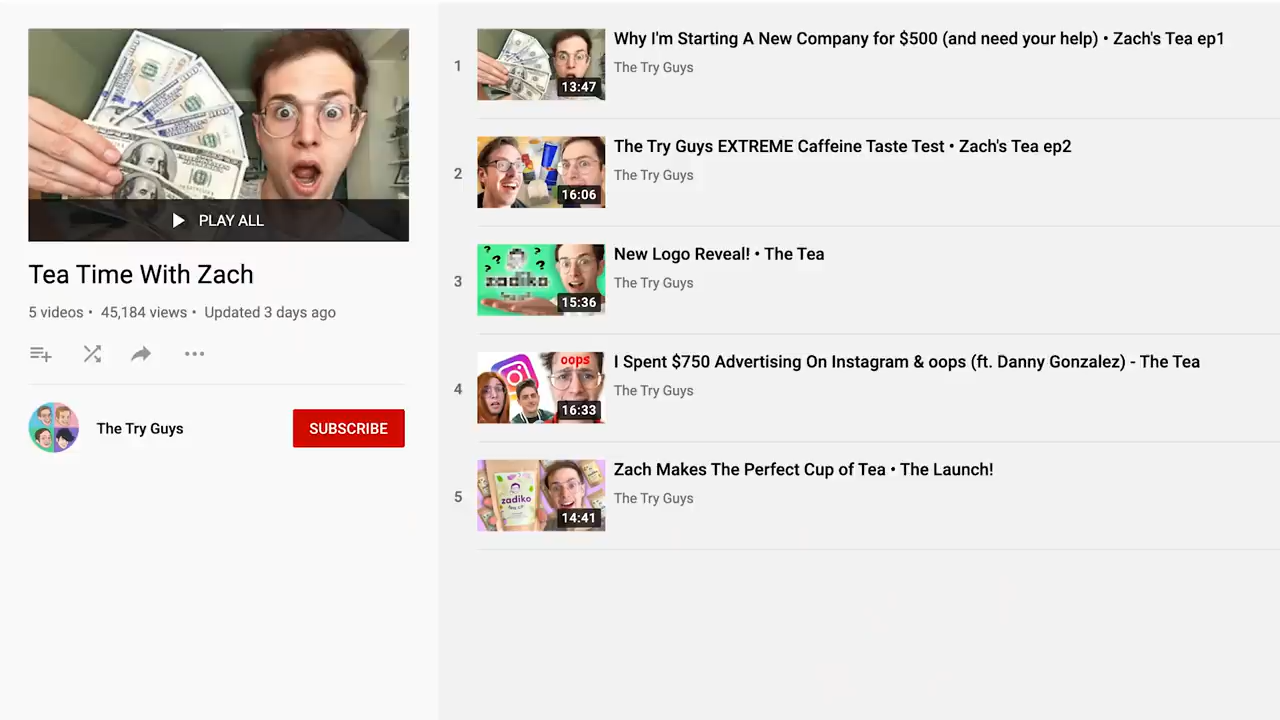 PLAY ALL
Tea Time With Zach
5 videos • 45,184 views • Updated 3 days ago
The Try Guys
SUBSCRIBE
1
13:47
Why I'm Starting A New Company for $500 (and need your help) • Zach's Tea ep1
The Try Guys
2
16:06
The Try Guys EXTREME Caffeine Taste Test • Zach's Tea ep2
The Try Guys
3
? ? ? ?
zadiko
15:36
New Logo Reveal! • The Tea
The Try Guys
4
oops
16:33
I Spent $750 Advertising On Instagram & oops (ft. Danny Gonzalez) - The Tea
The Try Guys
5
zadiko
14:41
Zach Makes The Perfect Cup of Tea • The Launch!
The Try Guys